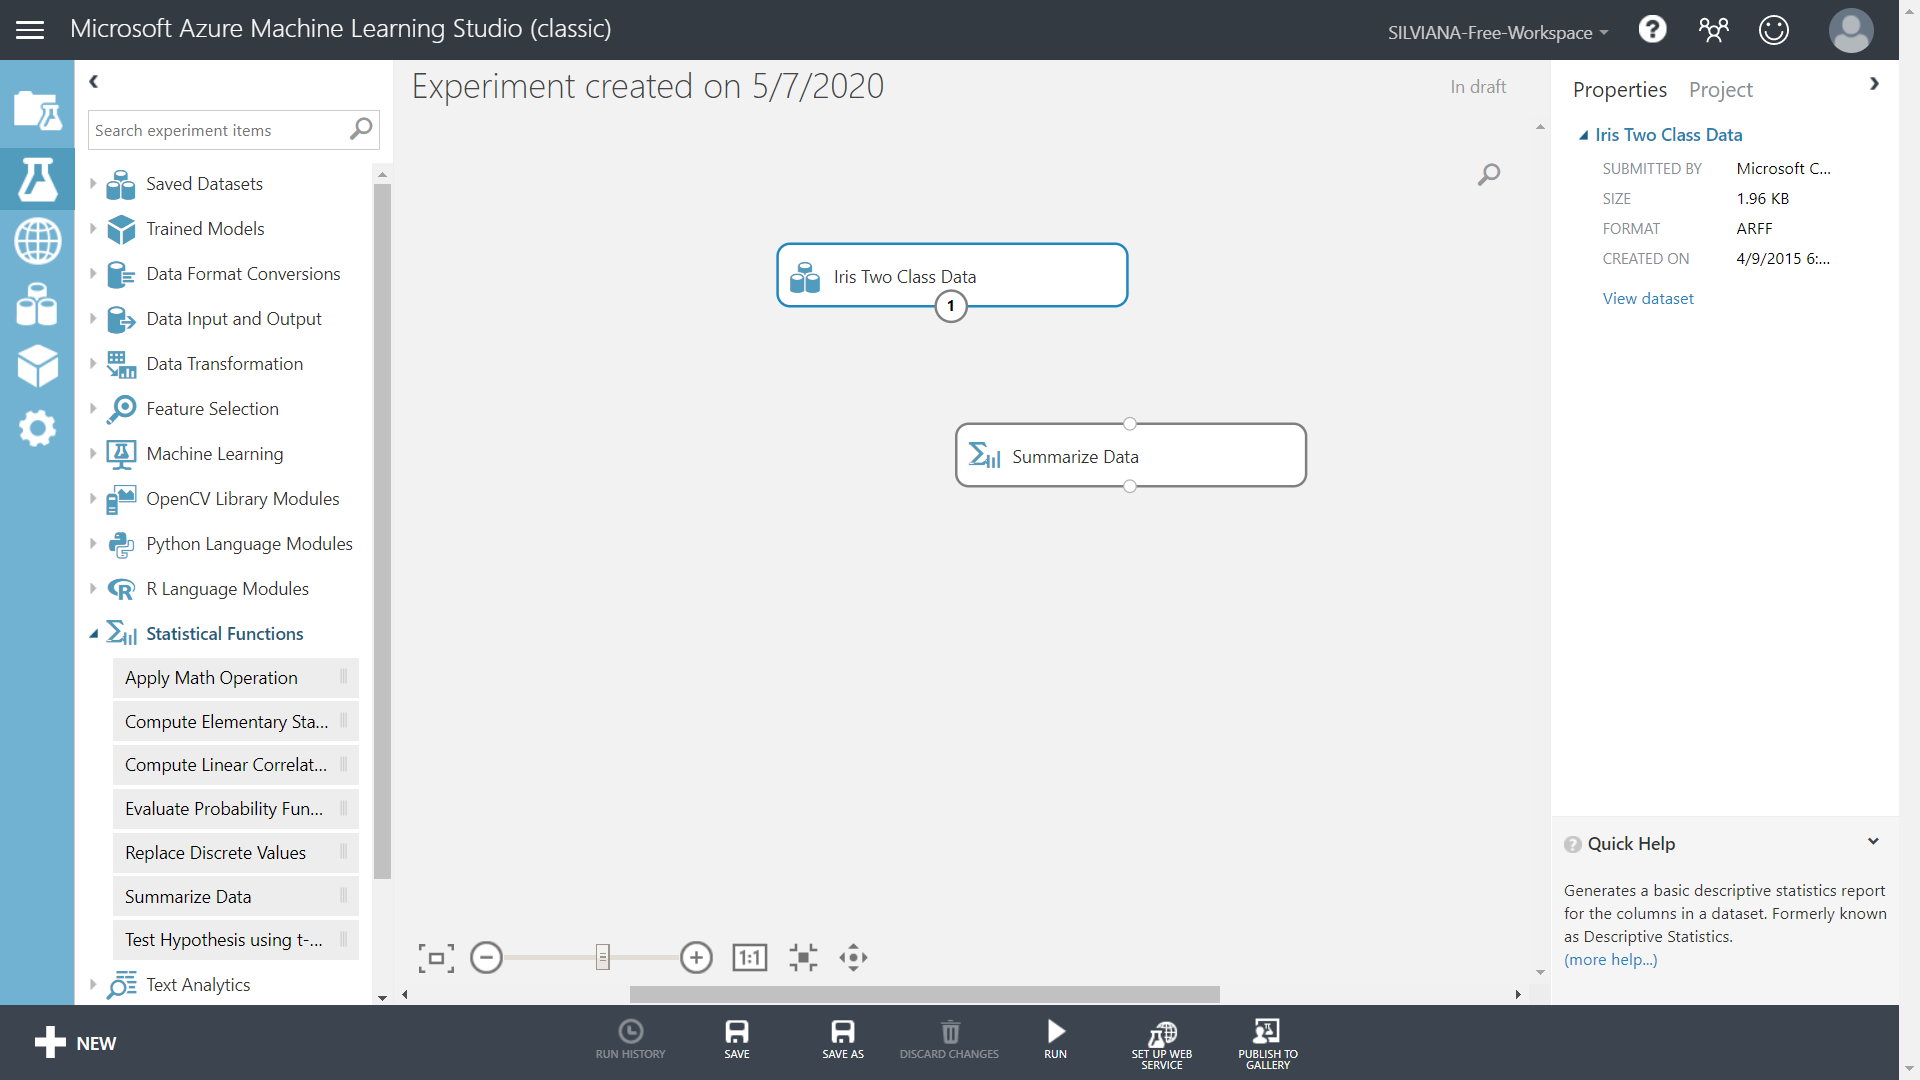 Microsoft Azure Machine Learning Studio (classic)
SILVIANA-Free-Workspace
?
Search experiment items
Saved Datasets
Trained Models
Data Format Conversions
Data Input and Output
Data Transformation
Feature Selection
Machine Learning
OpenCV Library Modules
Python Language Modules
R Language Modules
Statistical Functions
Apply Math Operation
Compute Elementary Sta...
Compute Linear Correlat...
Evaluate Probability Fun...
Replace Discrete Values
Summarize Data
Test Hypothesis using t-...
Text Analytics
Experiment created on 5/7/2020
In draft
Iris Two Class Data
1
Summarize Data
1:1
Properties
Project
Iris Two Class Data
SUBMITTED BY Microsoft C...
SIZE 1.96 KB
FORMAT ARFF
CREATED ON 4/9/2015 6:...
View dataset
? Quick Help
Generates a basic descriptive statistics report
for the columns in a dataset. Formerly known
as Descriptive Statistics.
(more help...)
NEW
RUN HISTORY
SAVE
SAVE AS
DISCARD CHANGES
RUN
SET UP WEB
SERVICE
PUBLISH TO
GALLERY